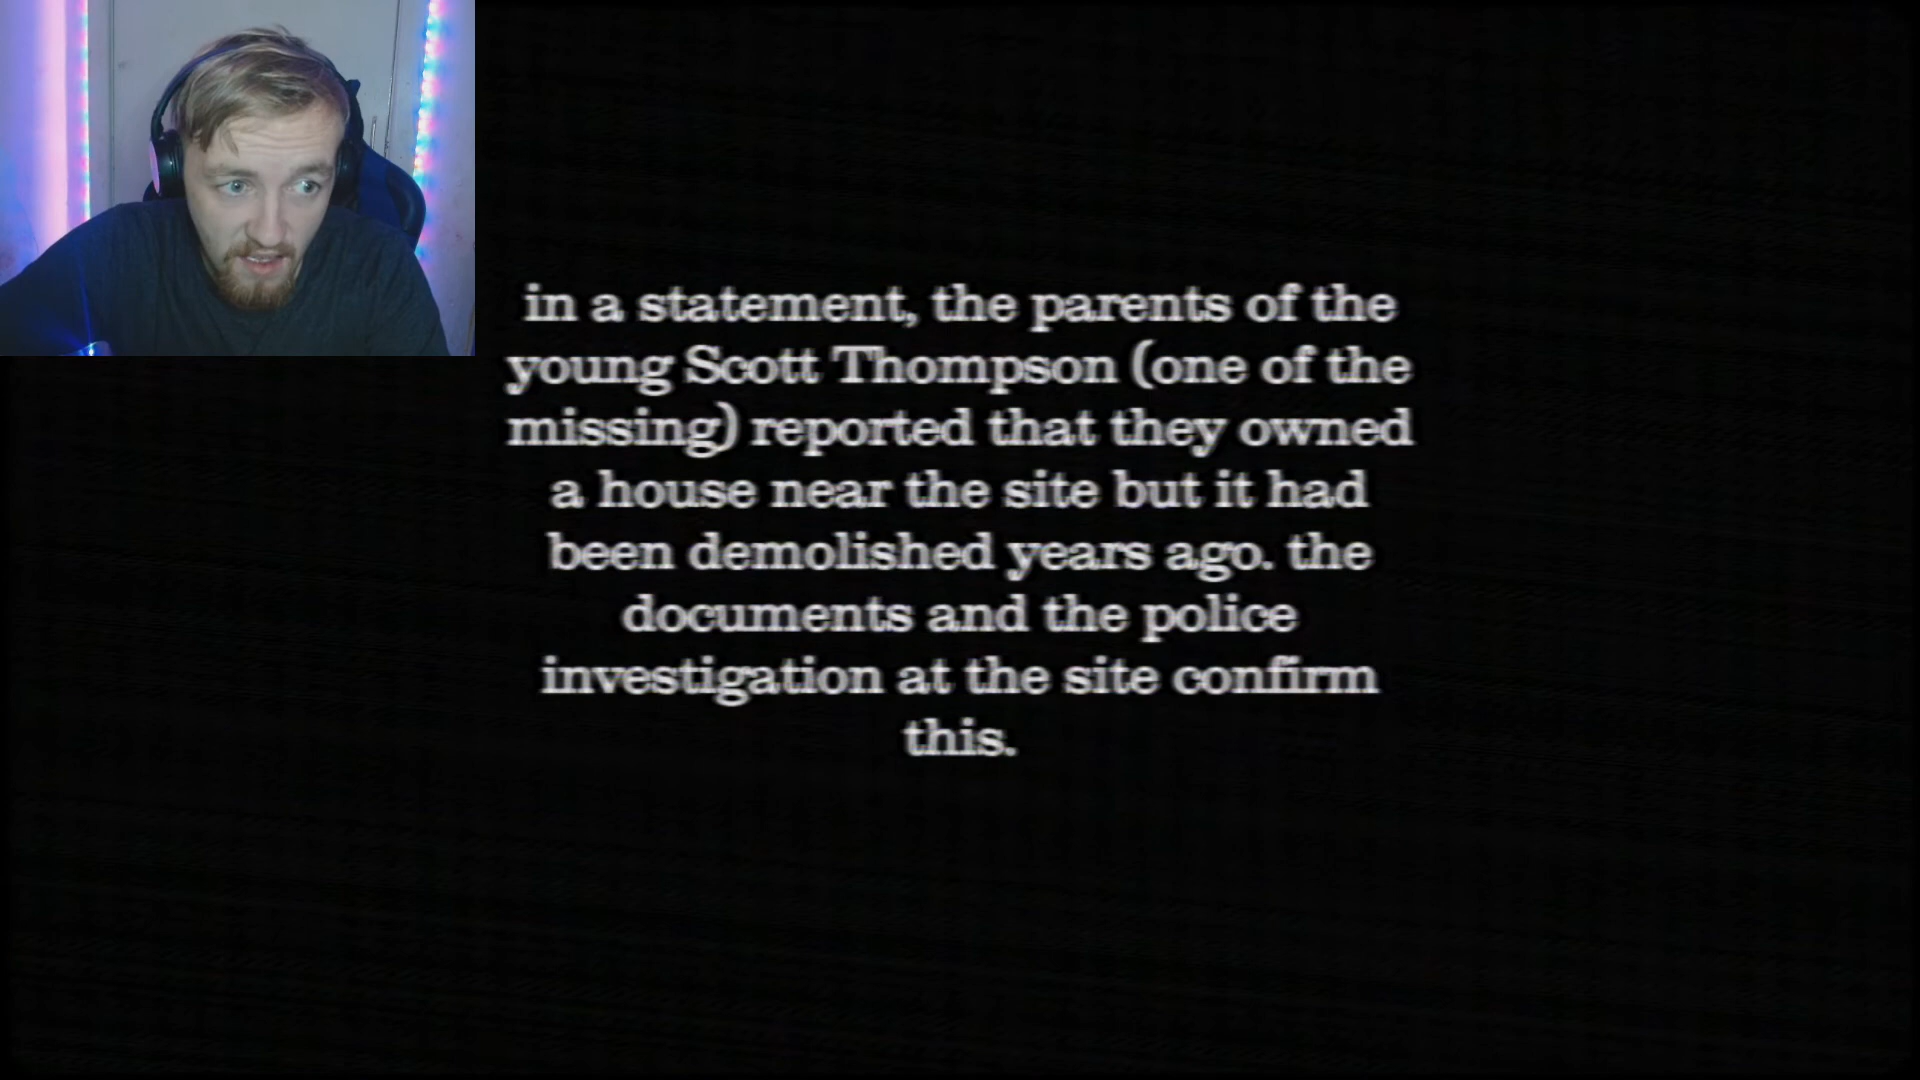 in a statement, the parents of the
young Scott Thompson (one of the
missing) reported that they owned
a house near the site but it had
been demolished years ago. the
documents and the police
investigation at the site confirm
this.